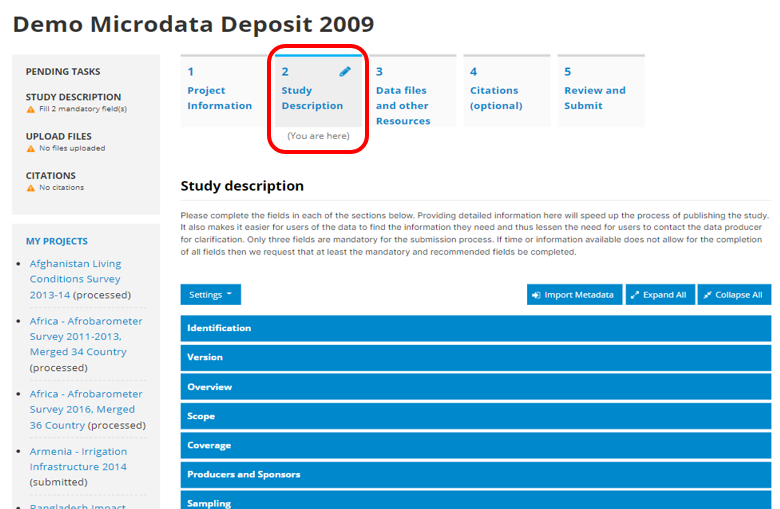 Demo Microdata Deposit 2009
PENDING TASKS
STUDY DESCRIPTION
Fill 2 mandatory field(s)
UPLOAD FILES
No files uploaded
CITATIONS
No citations
MY PROJECTS
Afghanistan Living
Conditions Survey
2013-14 (processed)
Africa - Afrobarometer
Survey 2011-2013,
Merged 34 Country
(processed)
Africa - Afrobarometer
Survey 2016, Merged
36 Country (processed)
Armenia - Irrigation
Infrastructure 2014
(submitted)
Bangladesh Impact
1
Project
Information
2
Study
Description
(You are here)
3
Data files
and other
Resources
4
Citations
(optional)
5
Review and
Submit
Study description
Please complete the fields in each of the sections below. Providing detailed information here will speed up the process of publishing the study.
It also makes it easier for users of the data to find the information they need and thus lessen the need for users to contact the data producer
for clarification. Only three fields are mandatory for the submission process. If time or information available does not allow for the completion
of all fields then we request that at least the mandatory and recommended fields be completed.
Settings
Import Metadata
Expand All
Collapse All
Identification
Version
Overview
Scope
Coverage
Producers and Sponsors
Sampling